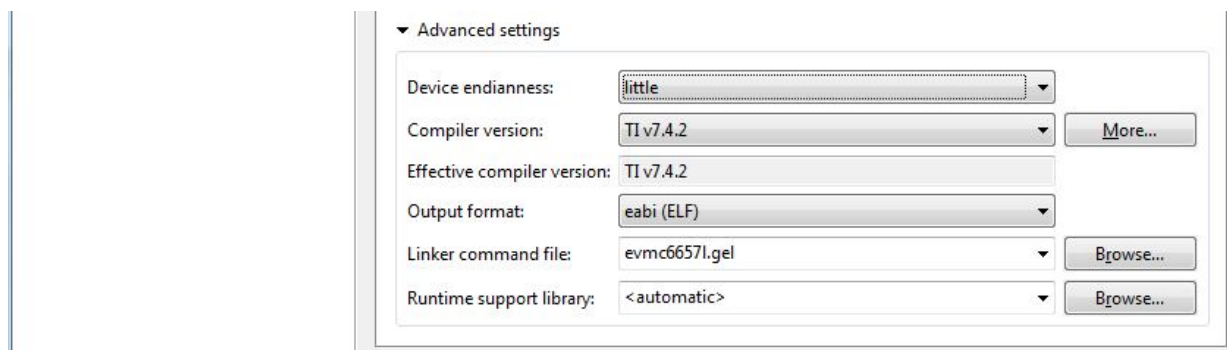 Advanced settings
Device endianness: little
Compiler version: TI v7.4.2 More...
Effective compiler version: TI v7.4.2
Output format: eabi (ELF)
Linker command file: evmc6657l.gel Browse...
Runtime support library: <automatic> Browse...